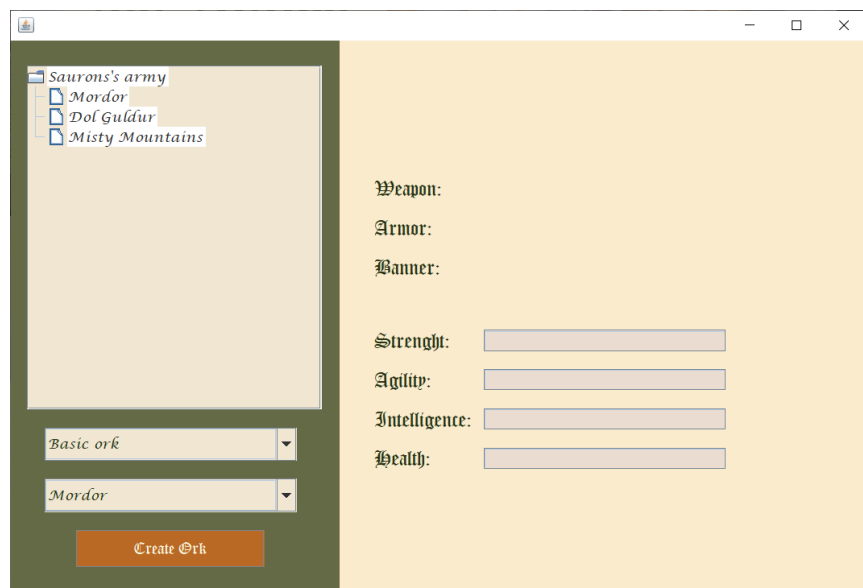 Saurons's army
Mordor
Dol Guldur
Misty Mountains
Basic ork
Mordor
Create Ork
Weapon:
Armor:
Banner:
Strenght:
Agility:
Intelligence:
Health: